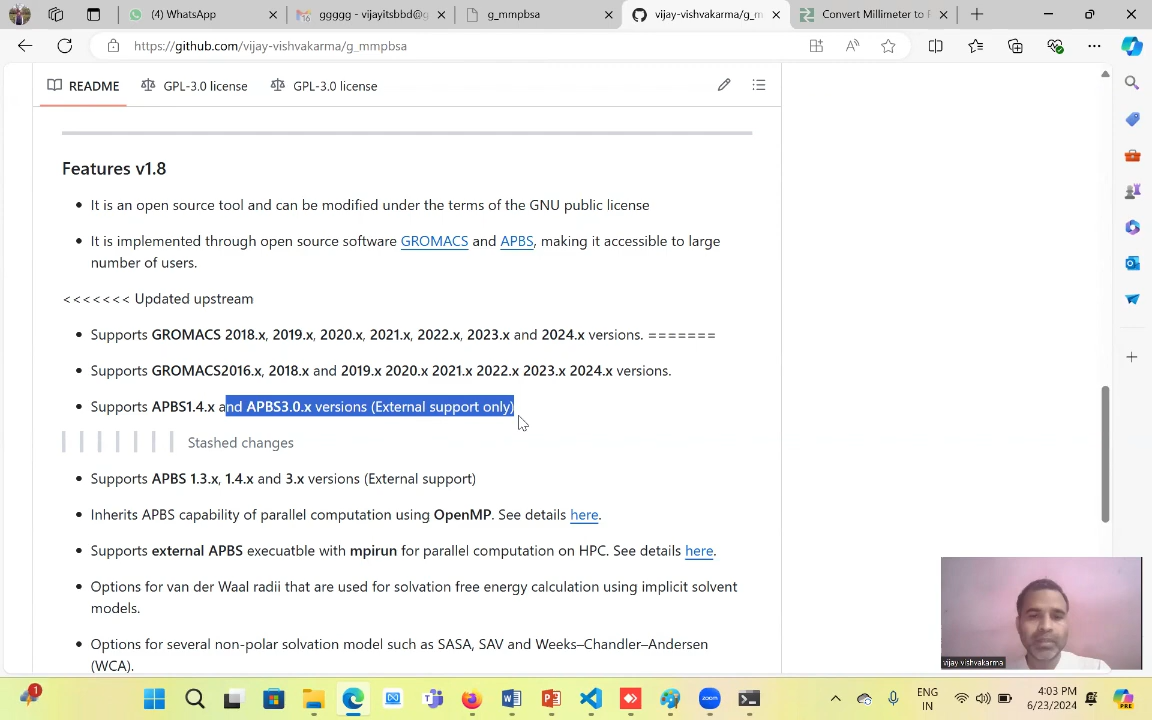 (4) WhatsApp
ggggg - vijayitsbbd@g
g_mmpbsa
vijay-vishvakarma/g_m
Convert Millimeter to F
https://github.com/vijay-vishvakarma/g_mmpbsa
README
GPL-3.0 license
GPL-3.0 license
Features v1.8
• It is an open source tool and can be modified under the terms of the GNU public license
• It is implemented through open source software GROMACS and APBS, making it accessible to large
number of users.
<<<<<<< Updated upstream
• Supports GROMACS 2018.x, 2019.x, 2020.x, 2021.x, 2022.x, 2023.x and 2024.x versions. =======
• Supports GROMACS2016.x, 2018.x and 2019.x 2020.x 2021.x 2022.x 2023.x 2024.x versions.
• Supports APBS1.4.x and APBS3.0.x versions (External support only)
Stashed changes
• Supports APBS 1.3.x, 1.4.x and 3.x versions (External support)
• Inherits APBS capability of parallel computation using OpenMP. See details here.
• Supports external APBS execuatble with mpirun for parallel computation on HPC. See details here.
• Options for van der Waal radii that are used for solvation free energy calculation using implicit solvent
models.
• Options for several non-polar solvation model such as SASA, SAV and Weeks–Chandler–Andersen
(WCA).
vijay vishvakarma
1
zoom
ENG
IN
4:03 PM
6/23/2024
PRE